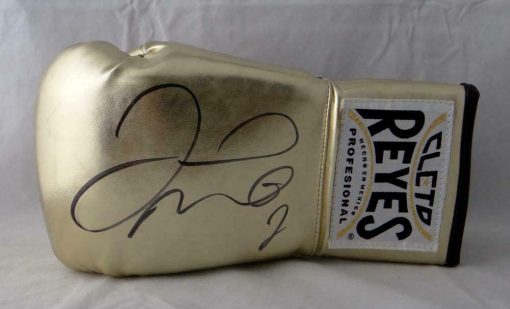 CLETO
REYES
HECHO EN MEXICO
PROFESIONAL
®